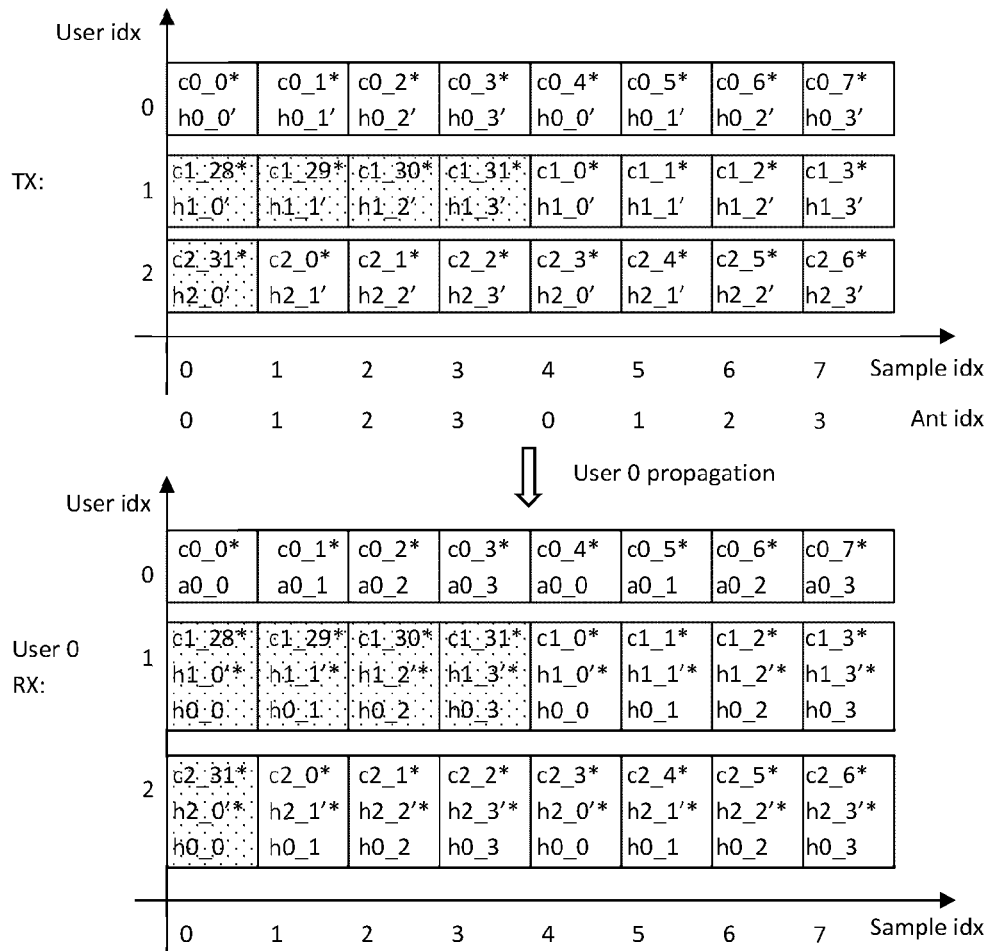 User idx
c0_0* c0_1* c0_2* c0_3* c0_4* c0_5* c0_6* c0_7*
0
h0_0' h0_1' h0_2' h0_3' h0_0' h0_1' h0_2' h0_3'
TX:
c1_28* c1_29* c1_30* c1_31* c1_0* c1_1* c1_2* c1_3*
1
h1_0' h1_1' h1_2' h1_3' h1_0' h1_1' h1_2' h1_3'
c2_31* c2_0* c2_1* c2_2* c2_3* c2_4* c2_5* c2_6*
2
h2_0' h2_1' h2_2' h2_3' h2_0' h2_1' h2_2' h2_3'
0 1 2 3 4 5 6 7 Sample idx
0 1 2 3 0 1 2 3 Ant idx
User 0 propagation
User idx
c0_0* c0_1* c0_2* c0_3* c0_4* c0_5* c0_6* c0_7*
0
a0_0 a0_1 a0_2 a0_3 a0_0 a0_1 a0_2 a0_3
User 0
RX:
c1_28* c1_29* c1_30* c1_31* c1_0* c1_1* c1_2* c1_3*
1
h1_0'* h1_1'* h1_2'* h1_3'* h1_0'* h1_1'* h1_2'* h1_3'*
h0_0 h0_1 h0_2 h0_3 h0_0 h0_1 h0_2 h0_3
c2_31* c2_0* c2_1* c2_2* c2_3* c2_4* c2_5* c2_6*
2
h2_0'* h2_1'* h2_2'* h2_3'* h2_0'* h2_1'* h2_2'* h2_3'*
h0_0 h0_1 h0_2 h0_3 h0_0 h0_1 h0_2 h0_3
0 1 2 3 4 5 6 7 Sample idx